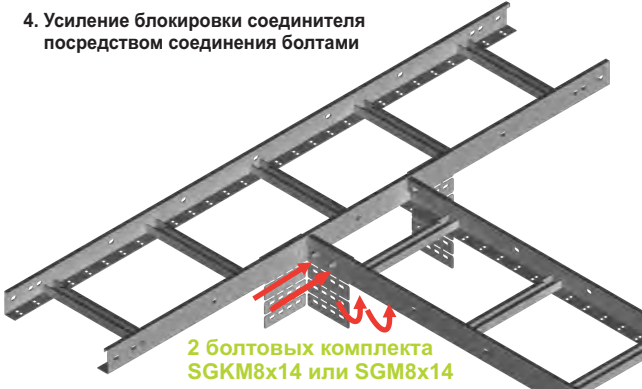 4. Усиление блокировки соединителя
посредством соединения болтами
2 болтовых комплекта
SGKM8x14 или SGM8x14